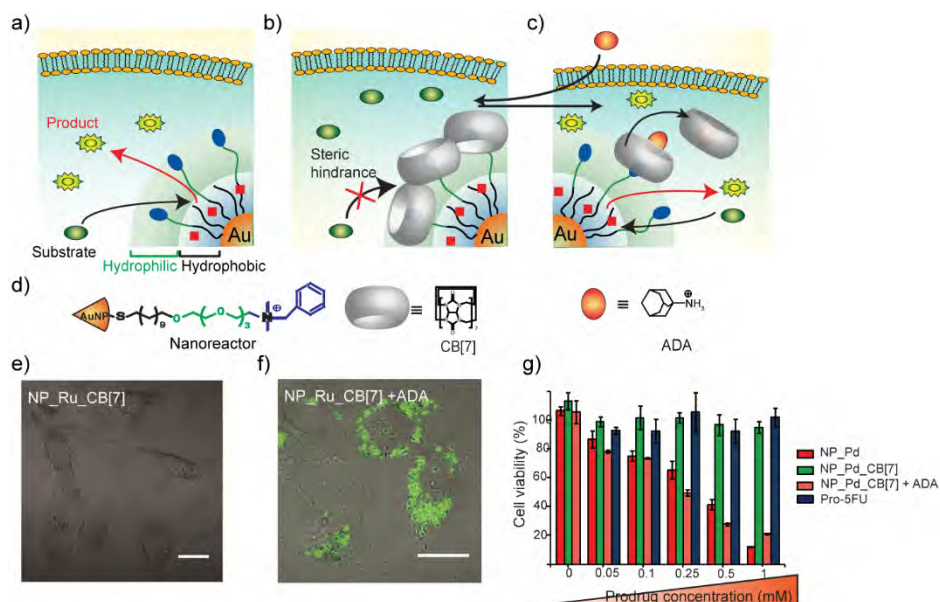 a)
b)
c)
Product
Steric
hindrance
Substrate
Au
Au
Au
Hydrophilic Hydrophobic
d)
AuNP S 9 O O 3 N ⊕
Nanoreactor
≡
CB[7]
≡ NH3 ⊕
ADA
e) NP_Ru_CB[7]
f) NP_Ru_CB[7] +ADA
g)
Cell viability (%)
100
80
60
40
20
0 0.05 0.1 0.25 0.5 1
Prodrug concentration (mM)
NP_Pd
NP_Pd_CB[7]
NP_Pd_CB[7] + ADA
Pro-5FU